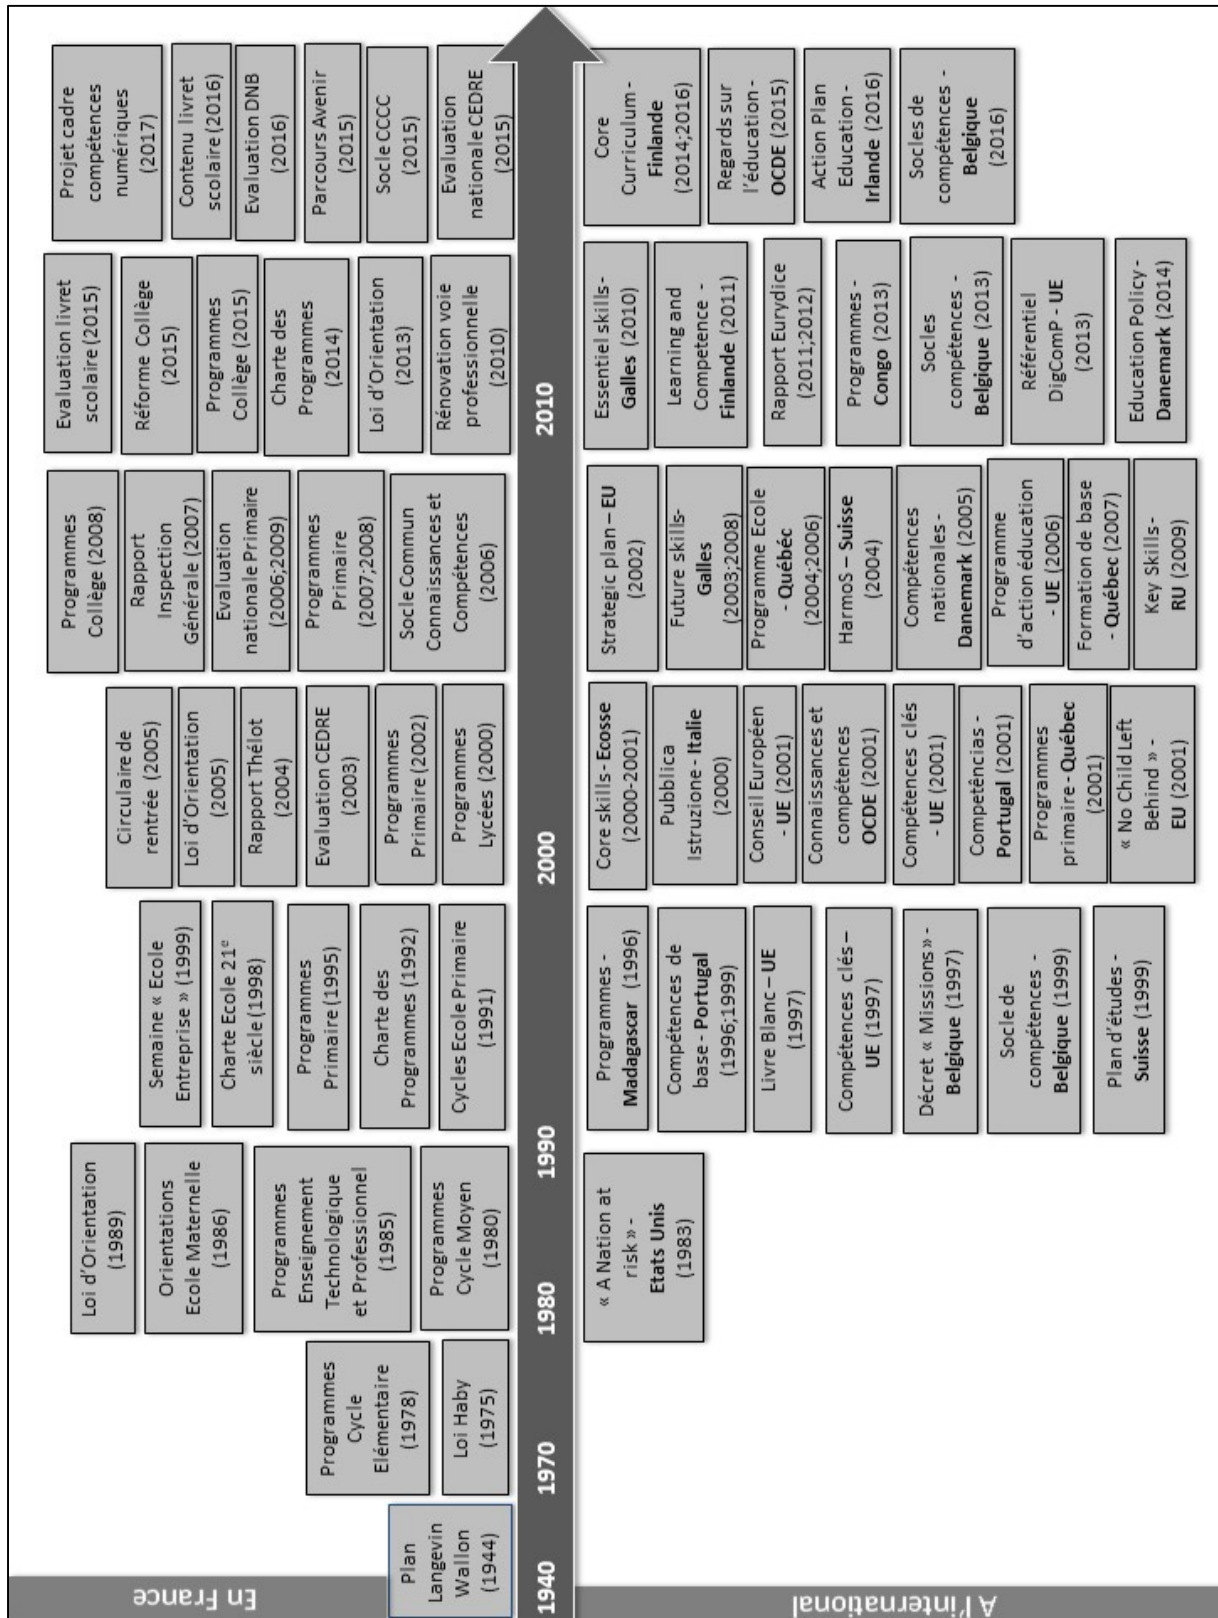 En France
Plan
Langevin
Wallon
(1944)
Programmes
Cycle
Elémentaire
(1978)
Loi Haby
(1975)
Loi d'Orientation
(1989)
Orientations
Ecole Maternelle
(1986)
Programmes
Enseignement
Technologique
et Professionnel
(1985)
Programmes
Cycle Moyen
(1980)
Semaine « Ecole
Entreprise » (1999)
Charte Ecole 21e
siècle (1998)
Programmes
Primaire (1995)
Charte des
Programmes (1992)
Cycles Ecole Primaire
(1991)
Circulaire de
rentrée (2005)
Loi d'Orientation
(2005)
Rapport Thélot
(2004)
Evaluation CEDRE
(2003)
Programmes
Primaire (2002)
Programmes
Lycées (2000)
Programmes
Collège (2008)
Rapport
Inspection
Générale (2007)
Evaluation
nationale Primaire
(2006;2009)
Programmes
Primaire
(2007;2008)
Socle Commun
Connaissances et
Compétences
(2006)
Evaluation livret
scolaire (2015)
Réforme Collège
(2015)
Programmes
Collège (2015)
Charte des
Programmes
(2014)
Loi d'Orientation
(2013)
Rénovation voie
professionnelle
(2010)
Projet cadre
compétences
numériques
(2017)
Contenu livret
scolaire (2016)
Evaluation DNB
(2016)
Parcours Avenir
(2015)
Socle CCCC
(2015)
Evaluation
nationale CEDRE
(2015)
1940
1970
1980
1990
2000
2010
A l'international
« A Nation at
risk » -
Etats Unis
(1983)
Programmes -
Madagascar (1996)
Compétences de
base - Portugal
(1996;1999)
Livre Blanc – UE
(1997)
Compétences clés –
UE (1997)
Décret « Missions » -
Belgique (1997)
Socle de
compétences -
Belgique (1999)
Plan d'études -
Suisse (1999)
Core skills - Ecosse
(2000-2001)
Pubblica
Istruzione - Italie
(2000)
Conseil Européen
- UE (2001)
Connaissances et
compétences
OCDE (2001)
Compétences clés
- UE (2001)
Competências -
Portugal (2001)
Programmes
primaire - Québec
(2001)
« No Child Left
Behind » -
EU (2001)
Strategic plan – EU
(2002)
Future skills-
Galles
(2003;2008)
Programme Ecole
- Québéc
(2004;2006)
HarmoS – Suisse
(2004)
Compétences
nationales -
Danemark (2005)
Programme
d'action éducation
- UE (2006)
Formation de base
- Québec (2007)
Key Skills-
RU (2009)
Essentiel skills-
Galles (2010)
Learning and
Competence -
Finlande (2011)
Rapport Eurydice
(2011;2012)
Programmes -
Congo (2013)
Socles
compétences -
Belgique (2013)
Référentiel
DigComP - UE
(2013)
Education Policy -
Danemark (2014)
Core
Curriculum -
Finlande
(2014;2016)
Regards sur
l'éducation -
OCDE (2015)
Action Plan
Education -
Irlande (2016)
Socles de
compétences -
Belgique
(2016)